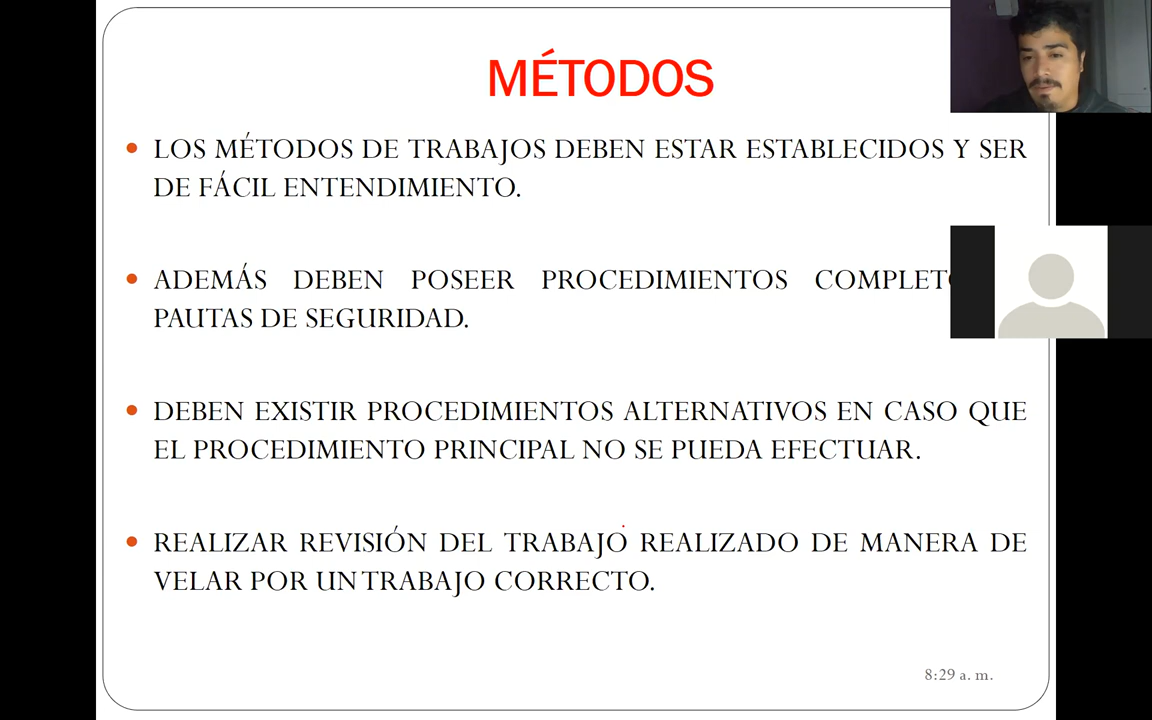 MÉTODOS
LOS MÉTODOS DE TRABAJOS DEBEN ESTAR ESTABLECIDOS Y SER
DE FÁCIL ENTENDIMIENTO.
ADEMÁS DEBEN POSEER PROCEDIMIENTOS
PAUTAS DE SEGURIDAD.
DEBEN EXISTIR PROCEDIMIENTOS ALTERNATIVOS EN CASO QUE
EL PROCEDIMIENTO PRINCIPAL NO SE PUEDA EFECTUAR.
REALIZAR REVISIÓN DEL TRABAJO REALIZADO DE MANERA DE
VELAR POR UN TRABAJO CORRECTO.
8:29 a. m.